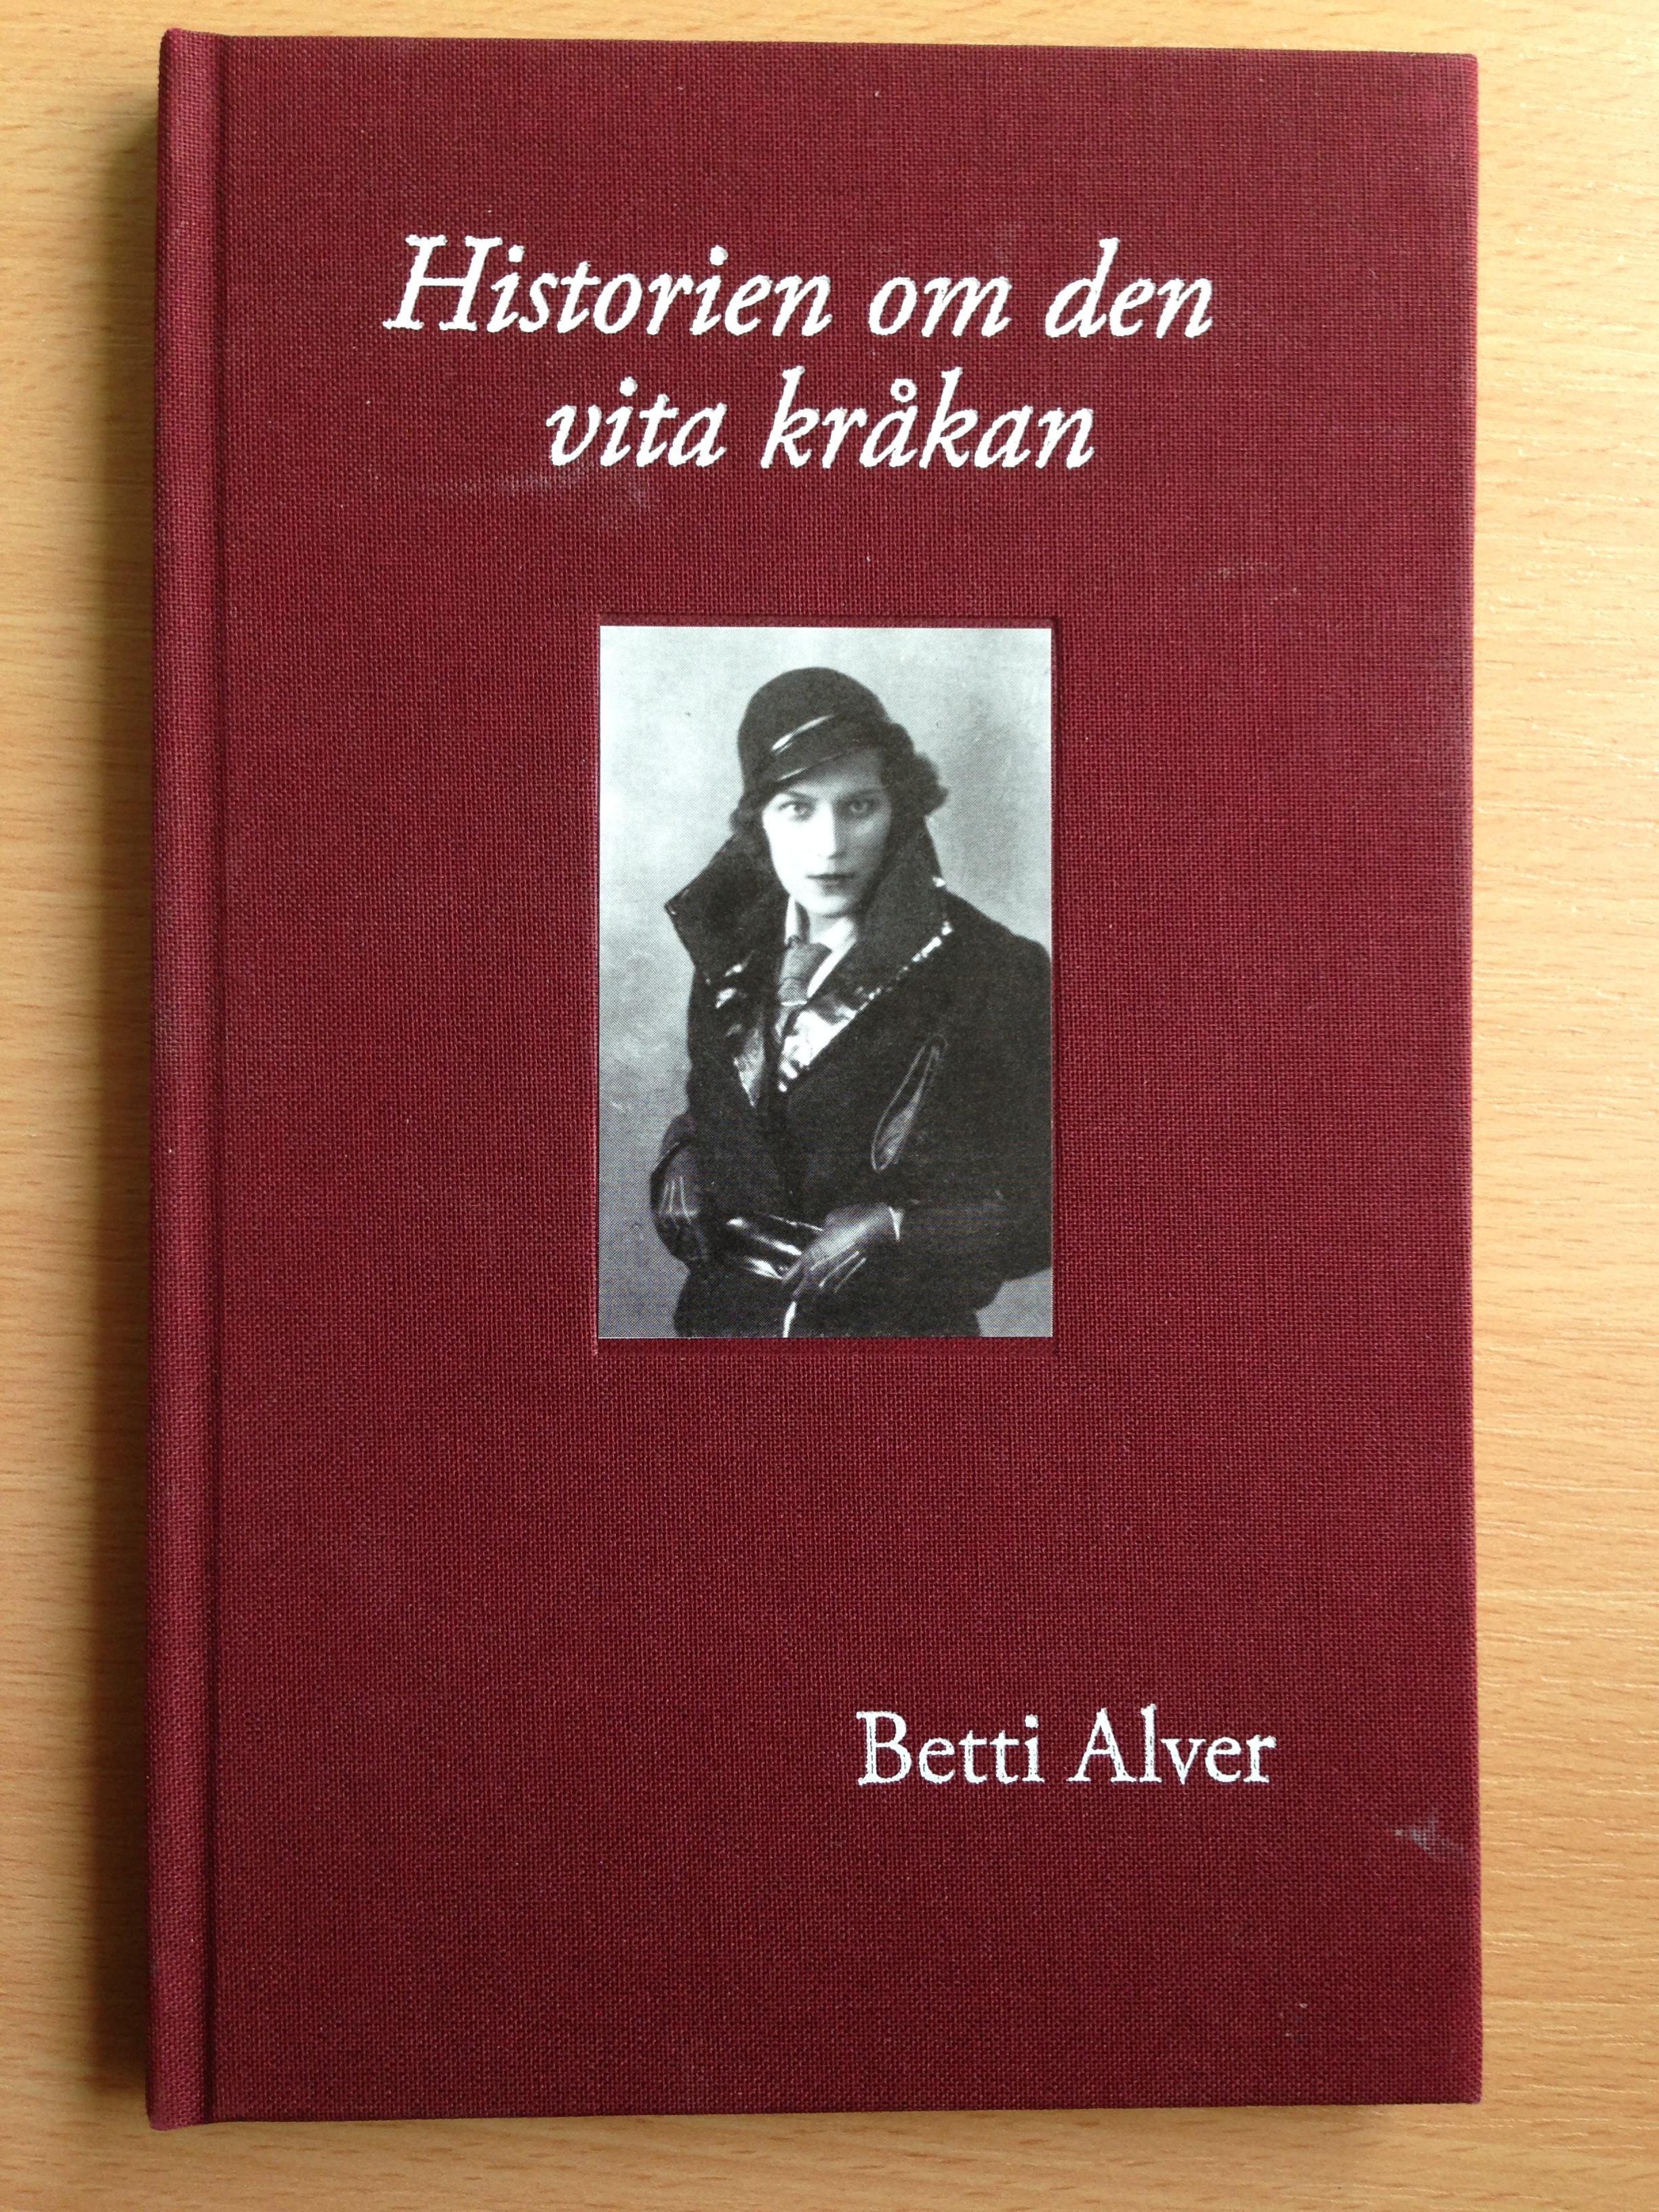 Historien om den
vita kråkan
Betti Alver